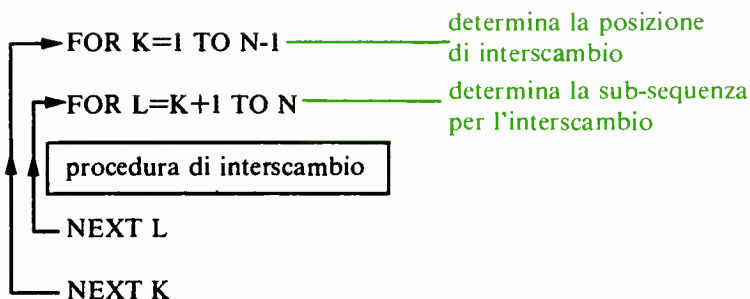 FOR K=1 TO N-1
determina la posizione
di interscambio
FOR L=K+1 TO N
determina la sub-sequenza
per l'interscambio
procedura di interscambio
NEXT L
NEXT K